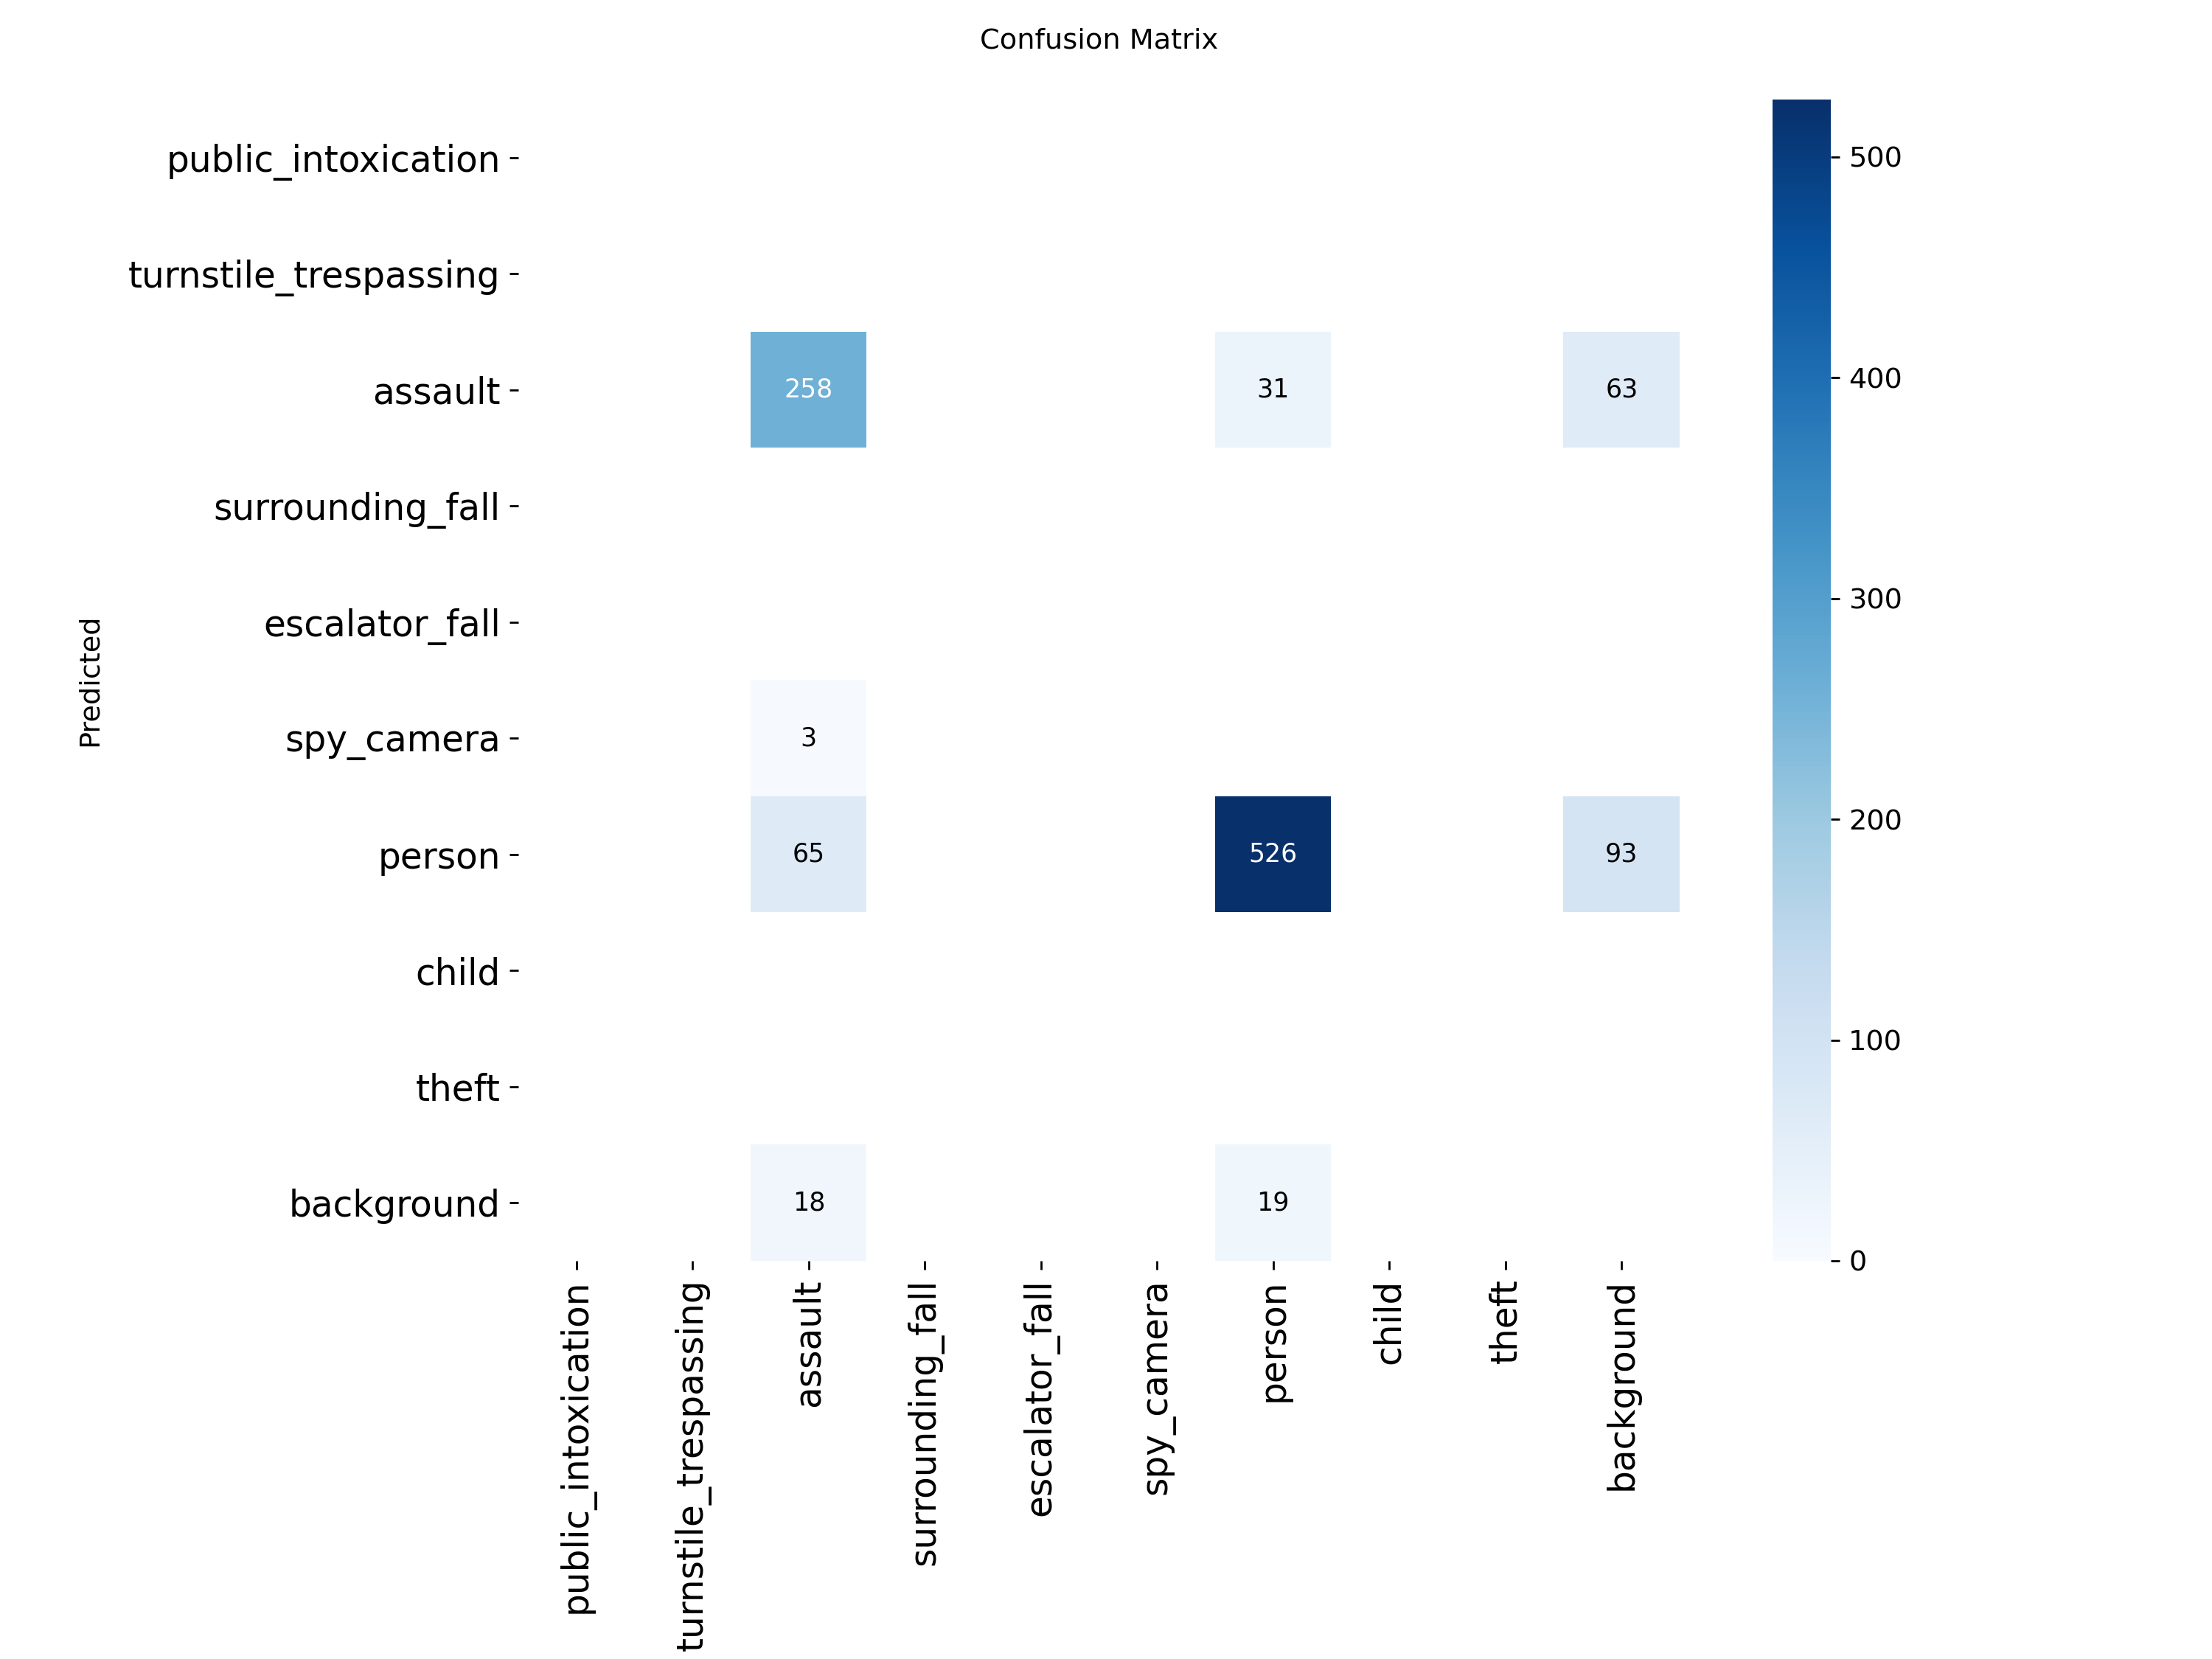 Confusion Matrix
public_intoxication
turnstile_trespassing
assault
surrounding_fall
escalator_fall
spy_camera
person
child
theft
background
Predicted
258 31 63
3
65 526 93
18 19
public_intoxication
turnstile_trespassing
assault
surrounding_fall
escalator_fall
spy_camera
person
child
theft
background
500
400
300
200
100
0